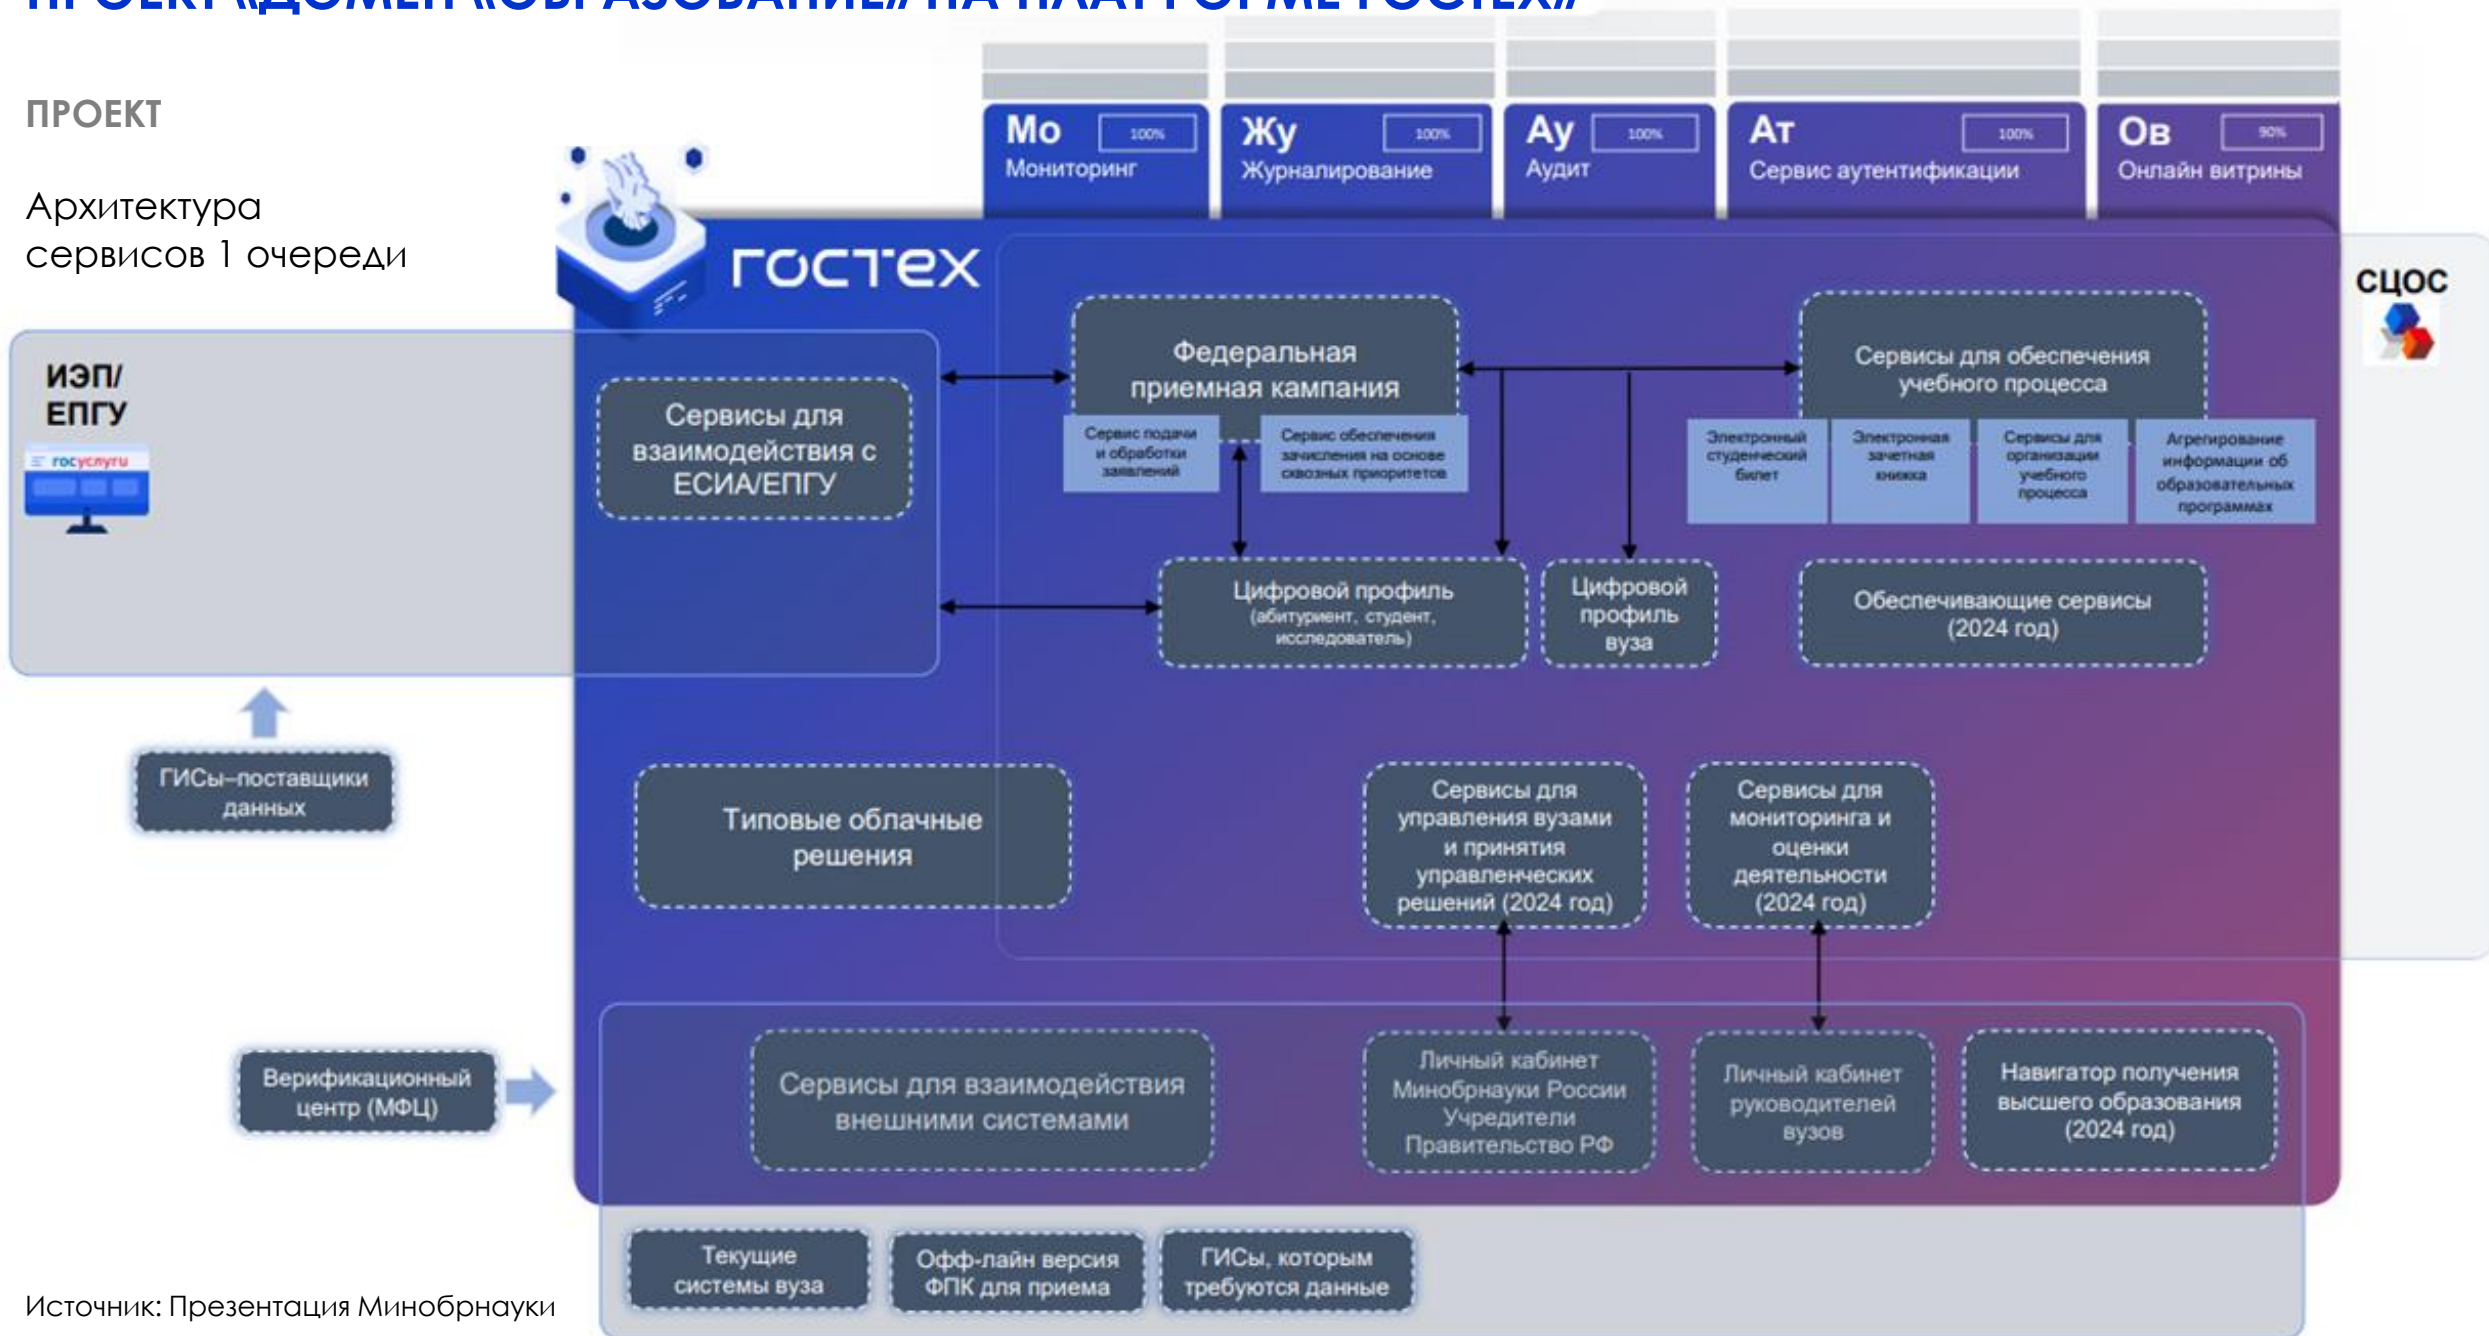 ПРОЕКТ «ДОМЕН «ОБРАЗОВАНИЕ» НА ПЛАТФОРМЕ ГОСТЕХ»
ПРОЕКТ
Архитектура
сервисов 1 очереди
Мо 100%
Мониторинг
Жу 100%
Журналирование
Ау 100%
Аудит
Ат 100%
Сервис аутентификации
Ов 90%
Онлайн витрины
гостех
СЦОС
ИЭП/
ЕПГУ
госуслуги
Сервисы для
взаимодействия с
ЕСИА/ЕПГУ
Федеральная
приемная кампания
Сервис подачи
и обработки
заявлений
Сервис обеспечения
зачисления на основе
сквозных приоритетов
Сервисы для обеспечения
учебного процесса
Электронный
студенческий
билет
Электронная
зачетная
книжка
Сервисы для
организации
учебного
процесса
Агрегирование
информации об
образовательных
программах
Цифровой профиль
(абитуриент, студент,
исследователь)
Цифровой
профиль
вуза
Обеспечивающие сервисы
(2024 год)
ГИСы–поставщики
данных
Типовые облачные
решения
Сервисы для
управления вузами
и принятия
управленческих
решений (2024 год)
Сервисы для
мониторинга и
оценки
деятельности
(2024 год)
Верификационный
центр (МФЦ)
Сервисы для взаимодействия
внешними системами
Личный кабинет
Минобрнауки России
Учредители
Правительство РФ
Личный кабинет
руководителей
вузов
Навигатор получения
высшего образования
(2024 год)
Текущие
системы вуза
Офф-лайн версия
ФПК для приема
ГИСы, которым
требуются данные
Источник: Презентация Минобрнауки